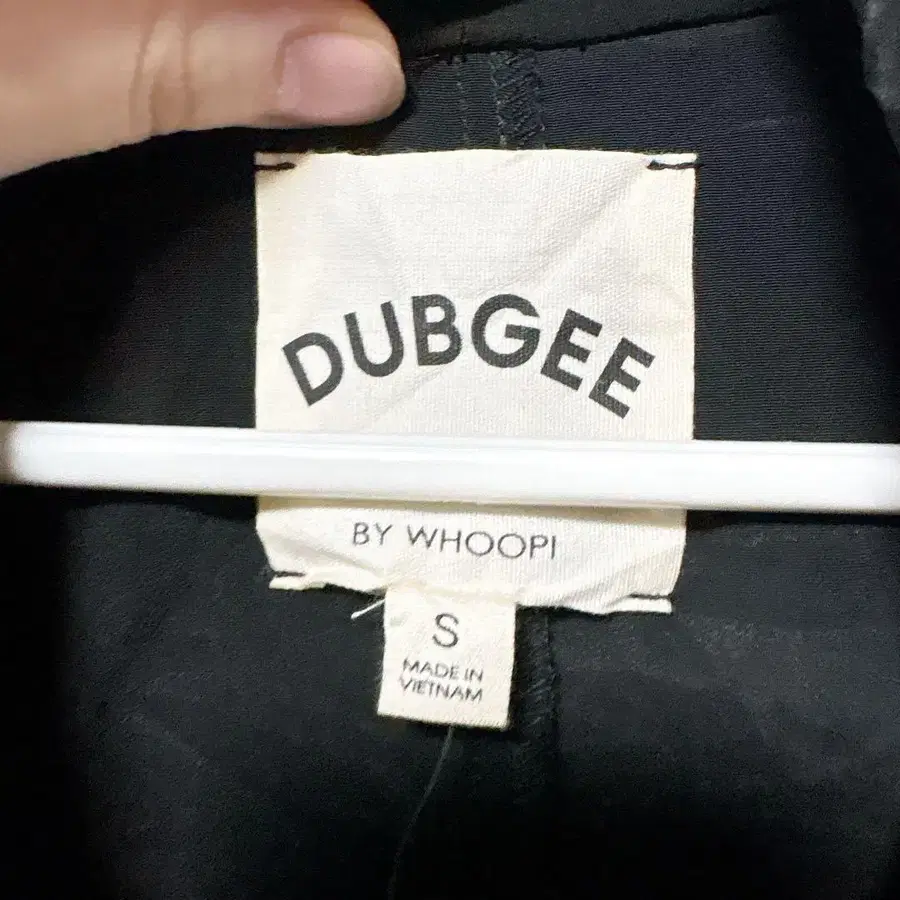 DUBGEE
BY WHOOPI
S
MADE IN
VIETNAM